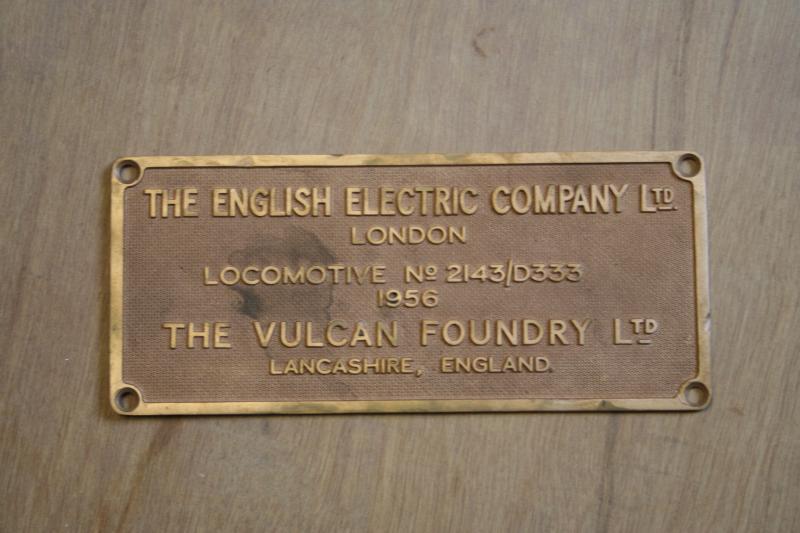 THE ENGLISH ELECTRIC COMPANY LTD.
LONDON
LOCOMOTIVE No 2143/D333
1956
THE VULCAN FOUNDRY LTD
LANCASHIRE, ENGLAND.